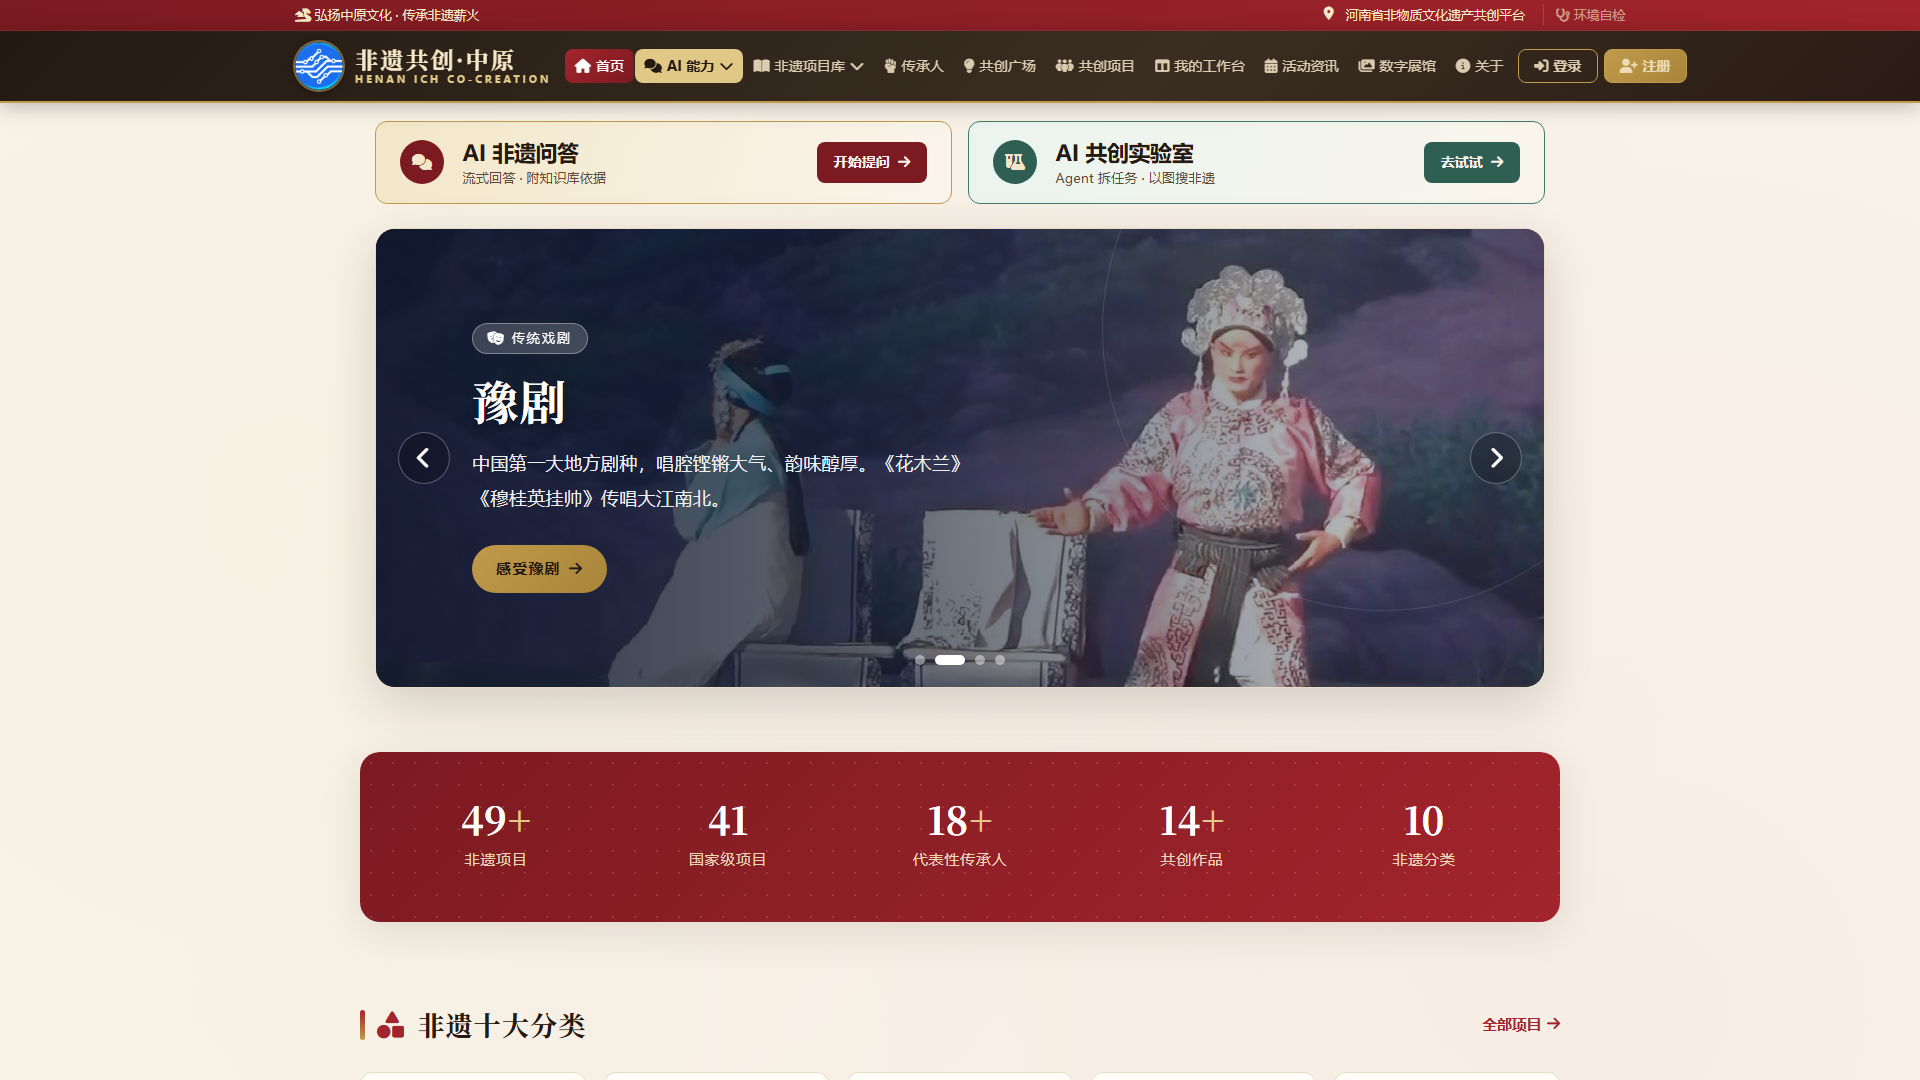 弘扬中原文化 · 传承非遗薪火
河南省非物质文化遗产共创平台
环境自检
非遗共创·中原
HENAN ICH CO-CREATION
首页
AI 能力
非遗项目库
传承人
共创广场
共创项目
我的工作台
活动资讯
数字展馆
关于
登录
注册
AI 非遗问答
流式回答 · 附知识库依据
开始提问
AI 共创实验室
Agent 拆任务 · 以图搜非遗
去试试
传统戏剧
豫剧
中国第一大地方剧种，唱腔铿锵大气、韵味醇厚。《花木兰》
《穆桂英挂帅》传唱大江南北。
感受豫剧
49+
非遗项目
41
国家级项目
18+
代表性传承人
14+
共创作品
10
非遗分类
非遗十大分类
全部项目